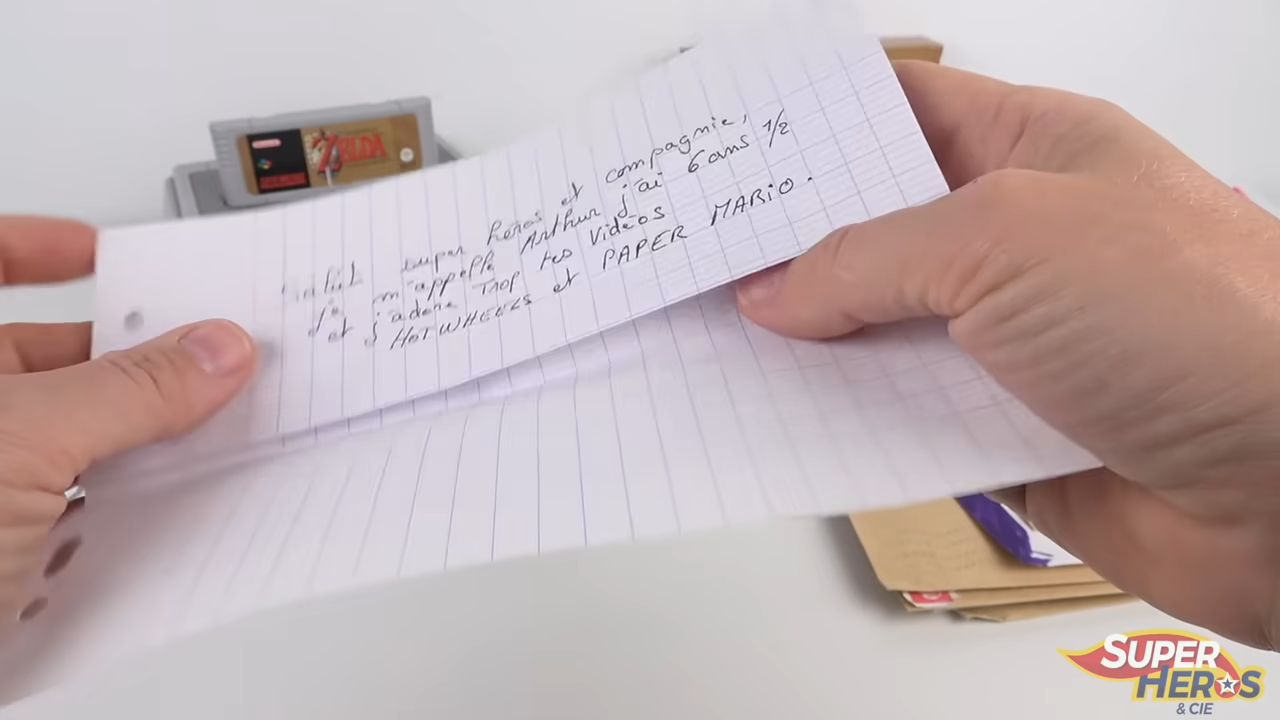 Salut super héros et compagnie,
je m'appelle Arthur j'ai 6 ans 1/2
et j'adore TROP tes vidéos
HOTWHEELS et PAPER MARIO.
ZELDA
Nintendo
SUPER
HEROS
& CIE